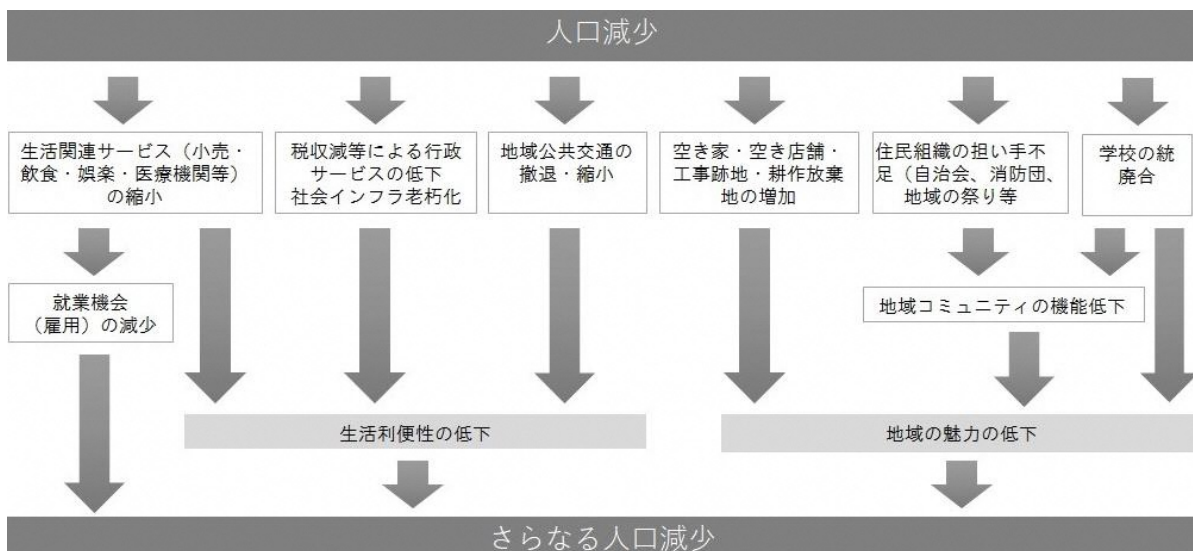 人口減少
生活関連サービス（小売・
飲食・娯楽・医療機関等）
の縮小
税収減等による行政
サービスの低下
社会インフラ老朽化
地域公共交通の
撤退・縮小
空き家・空き店舗・
工事跡地・耕作放棄
地の増加
住民組織の担い手不
足（自治会、消防団、
地域の祭り等
学校の統
廃合
就業機会
（雇用）の減少
地域コミュニティの機能低下
生活利便性の低下
地域の魅力の低下
さらなる人口減少